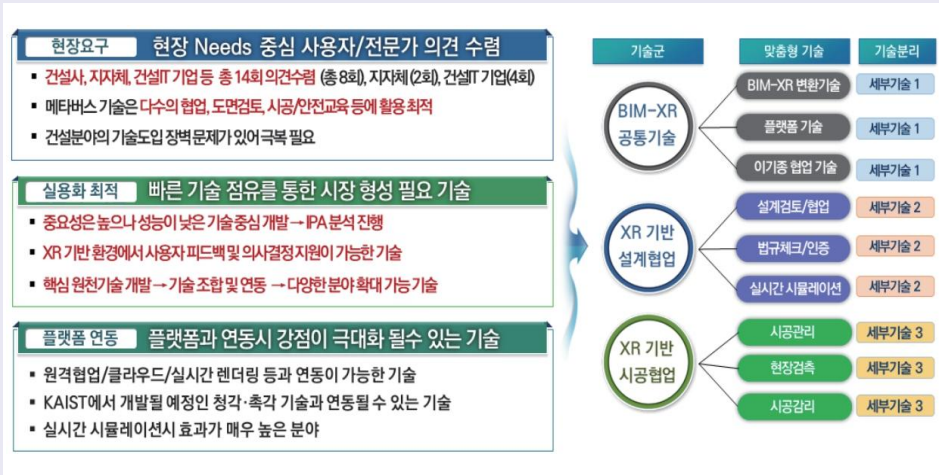 현장요구 현장 Needs 중심 사용자/전문가 의견 수렴
▪ 건설사, 지자체, 건설IT 기업 등 총 14회 의견수렴 (총 8회), 지자체 (2회), 건설IT 기업(4회)
▪ 메타버스 기술은 다수의 협업, 도면검토, 시공/안전교육 등에 활용 최적
▪ 건설분야의 기술도입 장벽 문제가 있어 극복 필요
실용화 최적 빠른 기술 점유를 통한 시장 형성 필요 기술
▪ 중요성은 높으나 성능이 낮은 기술 중심 개발 → IPA 분석 진행
▪ XR 기반 환경에서 사용자 피드백 및 의사결정 지원이 가능한 기술
▪ 핵심 원천기술 개발 → 기술 조합 및 연동 → 다양한 분야 확대 가능 기술
플랫폼 연동 플랫폼과 연동시 강점이 극대화 될수 있는 기술
▪ 원격협업/클라우드/실시간 렌더링 등과 연동이 가능한 기술
▪ KAIST에서 개발될 예정인 청각·촉각 기술과 연동될 수 있는 기술
▪ 실시간 시뮬레이션시 효과가 매우 높은 분야
기술군 맞춤형 기술 기술분리
BIM-XR
공통기술
BIM-XR 변환기술 세부기술 1
플랫폼 기술 세부기술 1
이기종 협업 기술 세부기술 1
XR 기반
설계협업
설계검토/협업 세부기술 2
법규체크/인증 세부기술 2
실시간 시뮬레이션 세부기술 2
XR 기반
시공협업
시공관리 세부기술 3
현장검측 세부기술 3
시공감리 세부기술 3